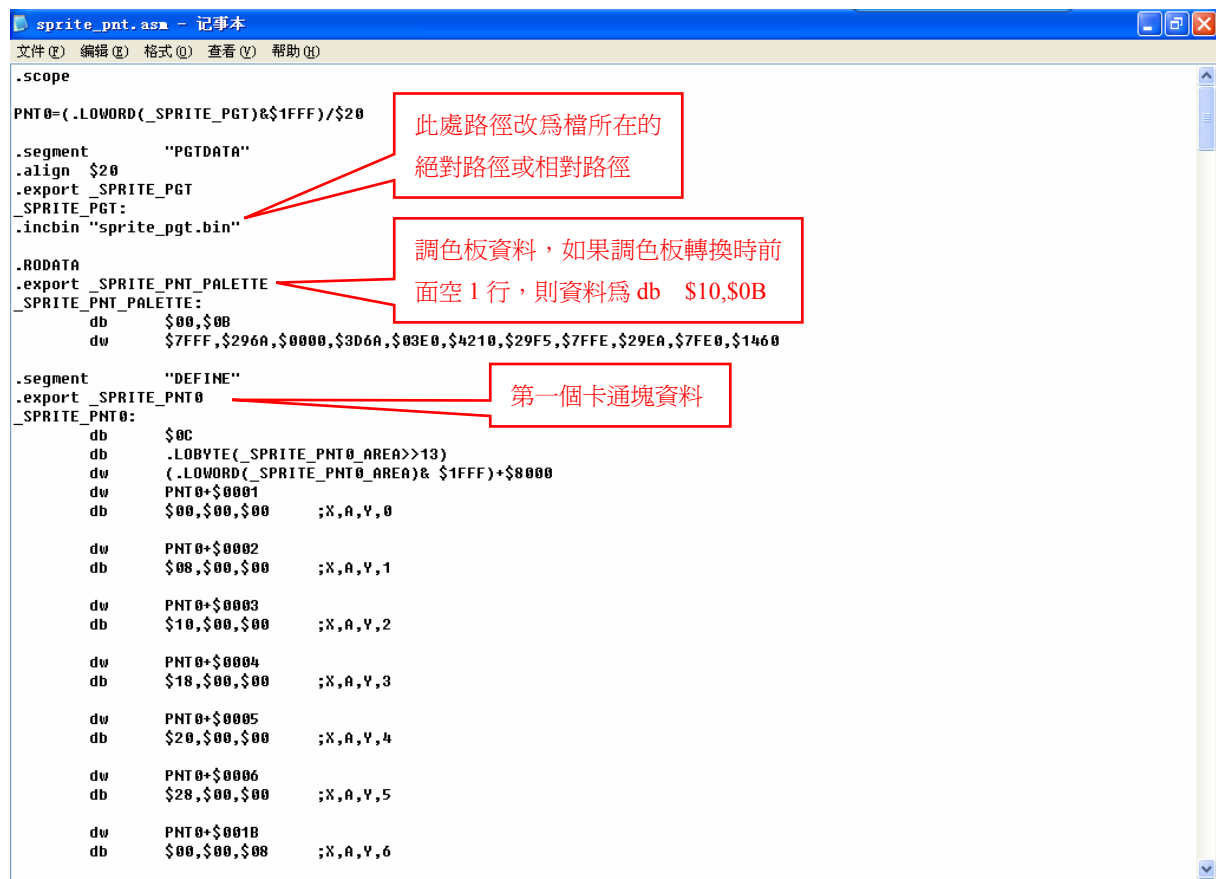 sprite_pnt.asm - 记事本
文件(F) 编辑(E) 格式(O) 查看(V) 帮助(H)
.scope
PNT0=(.LOWORD(_SPRITE_PGT)&$1FFF)/$20
此處路徑改爲檔所在的
絕對路徑或相對路徑
.segment "PGTDATA"
.align $20
.export _SPRITE_PGT
_SPRITE_PGT:
.incbin "sprite_pgt.bin"
調色板資料，如果調色板轉換時前
面空 1 行，則資料爲 db $10,$0B
.RODATA
.export _SPRITE_PNT_PALETTE
_SPRITE_PNT_PALETTE:
db $00,$0B
dw $7FFF,$296A,$0000,$3D6A,$03E0,$4210,$29F5,$7FFE,$29EA,$7FE0,$1460
第一個卡通塊資料
.segment "DEFINE"
.export _SPRITE_PNT0
_SPRITE_PNT0:
db $0C
db .LOBYTE(_SPRITE_PNT0_AREA>>13)
dw (.LOWORD(_SPRITE_PNT0_AREA)& $1FFF)+$8000
dw PNT0+$0001
db $00,$00,$00 ;X,A,Y,0
dw PNT0+$0002
db $08,$00,$00 ;X,A,Y,1
dw PNT0+$0003
db $10,$00,$00 ;X,A,Y,2
dw PNT0+$0004
db $18,$00,$00 ;X,A,Y,3
dw PNT0+$0005
db $20,$00,$00 ;X,A,Y,4
dw PNT0+$0006
db $28,$00,$00 ;X,A,Y,5
dw PNT0+$001B
db $00,$00,$08 ;X,A,Y,6